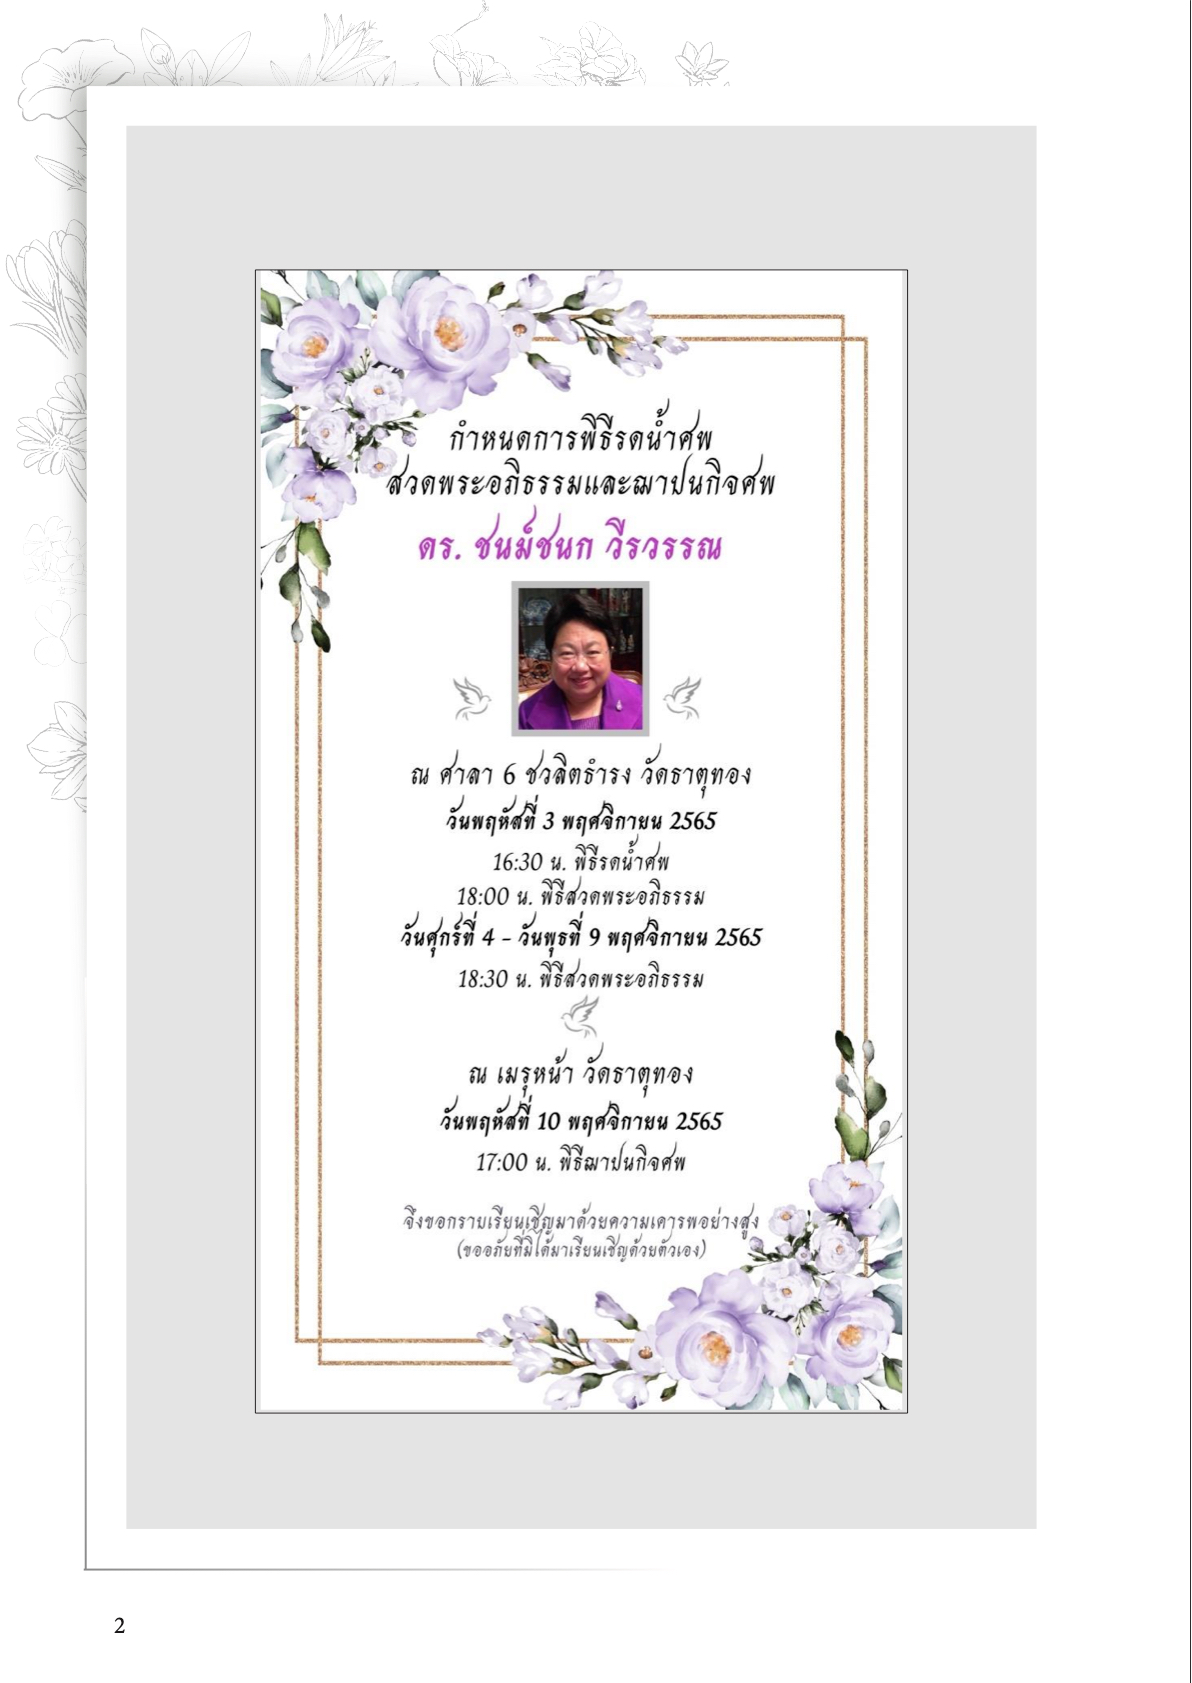 กำหนดการพิธีรดน้ำศพ
สวดพระอภิธรรมและฌาปนกิจศพ
ดร. ชนม์ชนก วีรวรรณ
ณ ศาลา 6 ชวลิตธำรง วัดธาตุทอง
วันพฤหัสที่ 3 พฤศจิกายน 2565
16:30 น. พิธีรดน้ำศพ
18:00 น. พิธีสวดพระอภิธรรม
วันศุกร์ที่ 4 - วันพุธที่ 9 พฤศจิกายน 2565
18:30 น. พิธีสวดพระอภิธรรม
ณ เมรุหน้า วัดธาตุทอง
วันพฤหัสที่ 10 พฤศจิกายน 2565
17:00 น. พิธีฌาปนกิจศพ
จึงขอกราบเรียนเชิญมาด้วยความเคารพอย่างสูง
(ขออภัยที่มิได้มาเรียนเชิญด้วยตัวเอง)
2